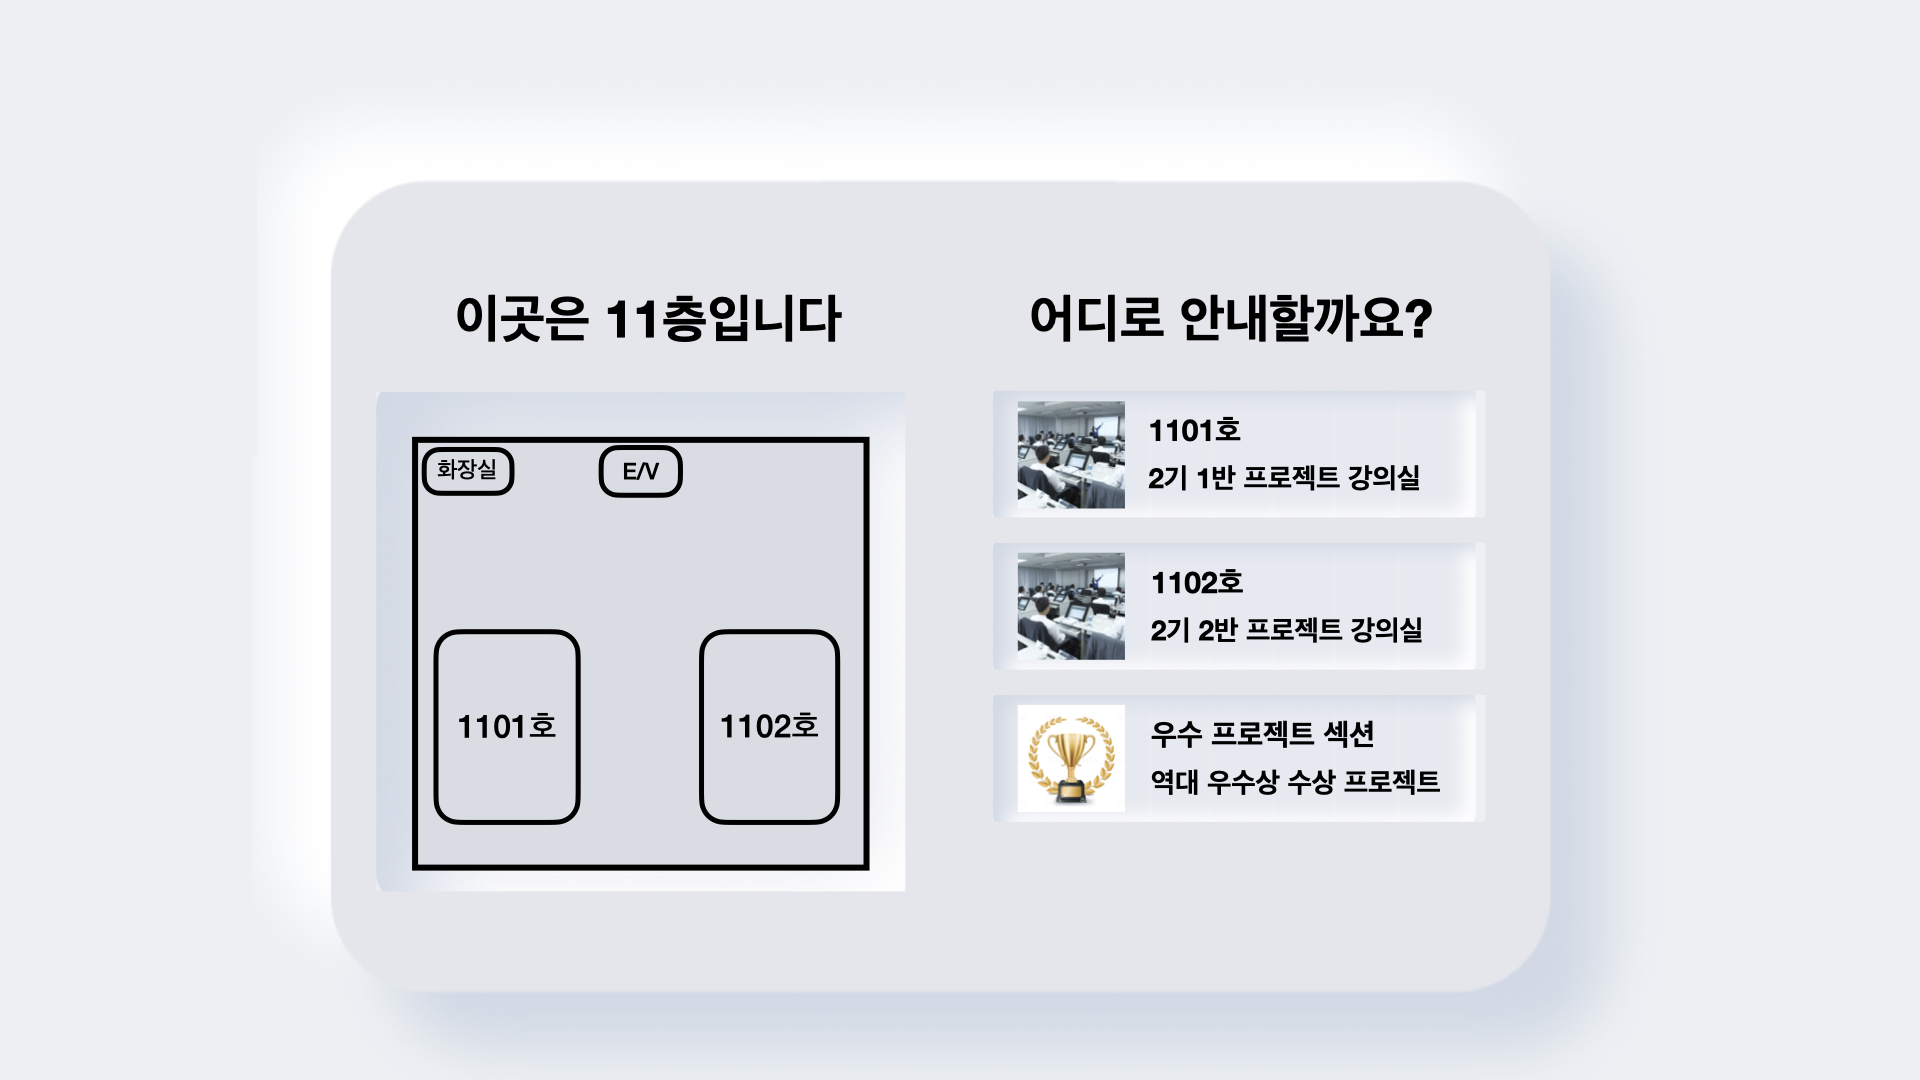 이곳은 11층입니다
화장실
E/V
1101호
1102호
어디로 안내할까요?
1101호
2기 1반 프로젝트 강의실
1102호
2기 2반 프로젝트 강의실
우수 프로젝트 섹션
역대 우수상 수상 프로젝트